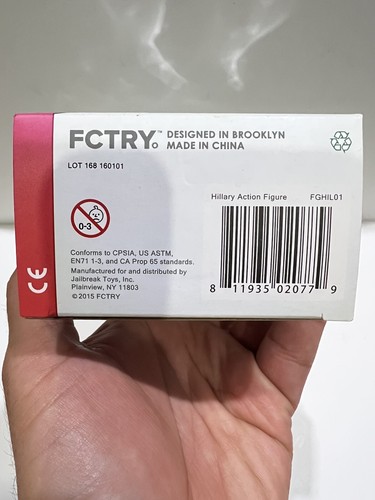 FCTRY™ DESIGNED IN BROOKLYN
MADE IN CHINA
LOT 168 160101
Hillary Action Figure FGHIL01
0-3
Conforms to CPSIA, US ASTM,
EN71 1-3, and CA Prop 65 standards.
Manufactured for and distributed by
Jailbreak Toys, Inc.
Plainview, NY 11803
©2015 FCTRY
8 11935 02077 9
CE